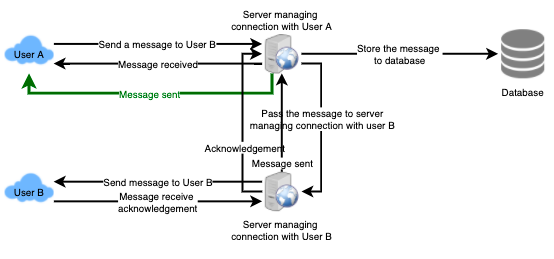 Server managing
connection with User A
User A
Send a message to User B
Message received
Message sent
Store the message
to database
Database
Pass the message to server
managing connection with user B
Acknowledgement
Message sent
User B
Send message to User B
Message receive
acknowledgement
Server managing
connection with User B